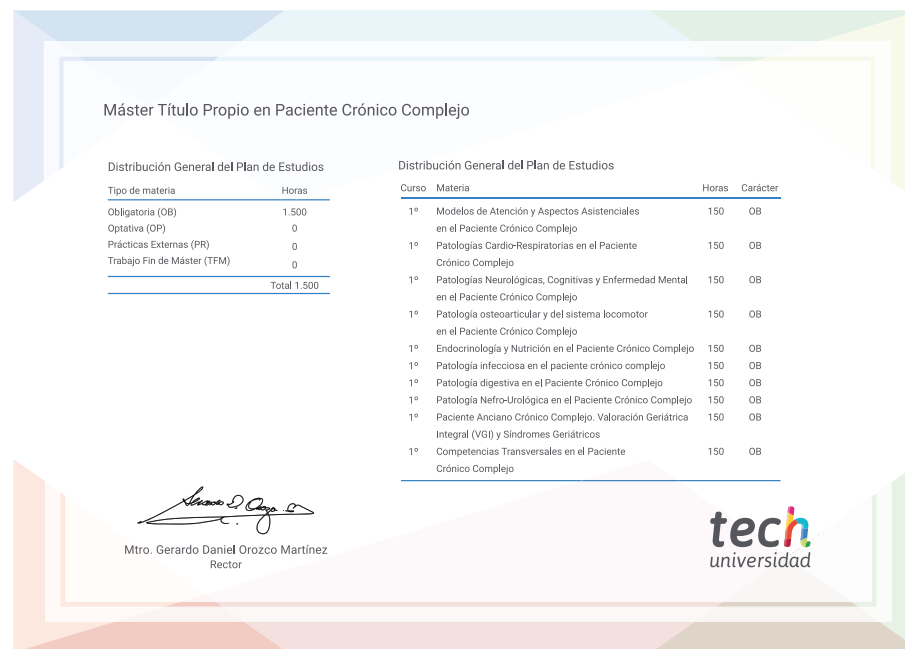 Máster Título Propio en Paciente Crónico Complejo
Distribución General del Plan de Estudios
Tipo de materia Horas
Obligatoria (OB) 1.500
Optativa (OP) 0
Prácticas Externas (PR) 0
Trabajo Fin de Máster (TFM) 0
Total 1.500
Distribución General del Plan de Estudios
Curso Materia Horas Carácter
1º Modelos de Atención y Aspectos Asistenciales 150 OB
en el Paciente Crónico Complejo
1º Patologías Cardio-Respiratorias en el Paciente 150 OB
Crónico Complejo
1º Patologías Neurológicas, Cognitivas y Enfermedad Mental 150 OB
en el Paciente Crónico Complejo
1º Patología osteoarticular y del sistema locomotor 150 OB
en el Paciente Crónico Complejo
1º Endocrinología y Nutrición en el Paciente Crónico Complejo 150 OB
1º Patología infecciosa en el paciente crónico complejo 150 OB
1º Patología digestiva en el Paciente Crónico Complejo 150 OB
1º Patología Nefro-Urológica en el Paciente Crónico Complejo 150 OB
1º Paciente Anciano Crónico Complejo. Valoración Geriátrica 150 OB
Integral (VGI) y Síndromes Geriátricos
1º Competencias Transversales en el Paciente 150 OB
Crónico Complejo
Mtro. Gerardo Daniel Orozco Martínez
Rector
tech
universidad